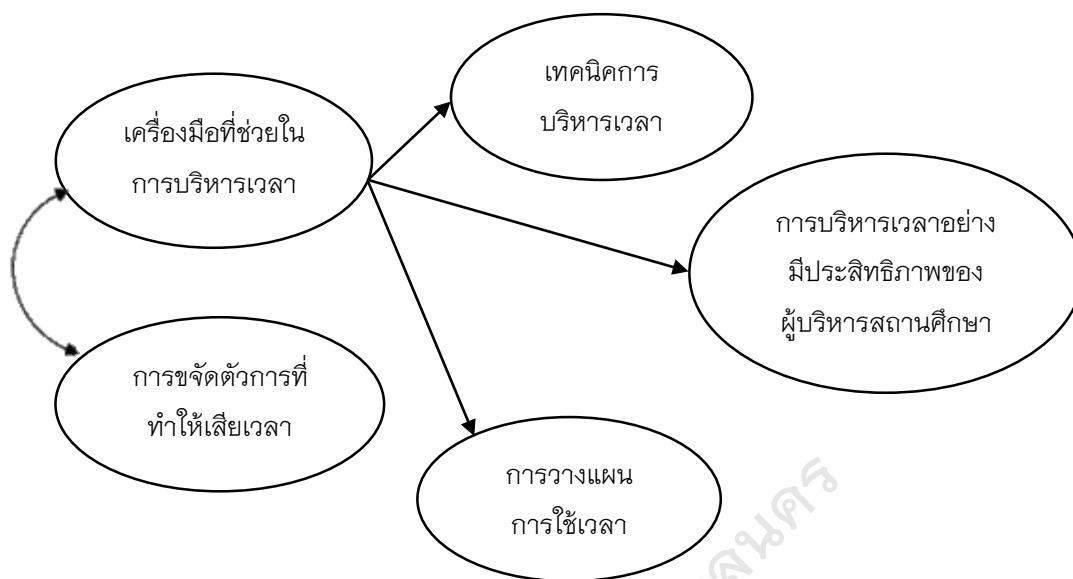 เทคนิคการ
บริหารเวลา
เครื่องมือที่ช่วยใน
การบริหารเวลา
การบริหารเวลาอย่าง
มีประสิทธิภาพของ
ผู้บริหารสถานศึกษา
การขจัดตัวการที่
ทำให้เสียเวลา
การวางแผน
การใช้เวลา